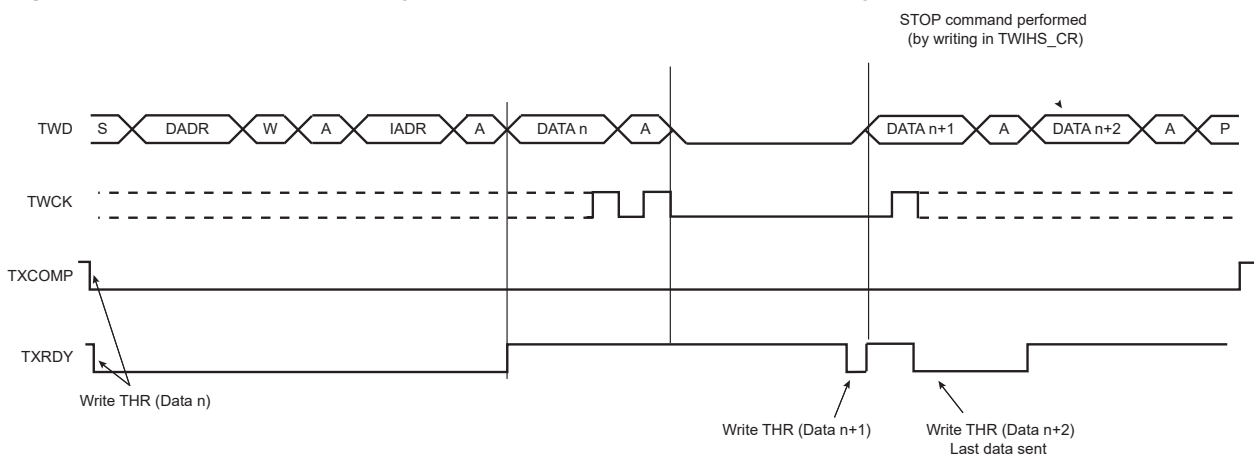 STOP command performed
(by writing in TWIHS_CR)
TWD S DADR W A IADR A DATA n A DATA n+1 A DATA n+2 A P
TWCK
TXCOMP
TXRDY
Write THR (Data n)
Write THR (Data n+1)
Write THR (Data n+2)
Last data sent